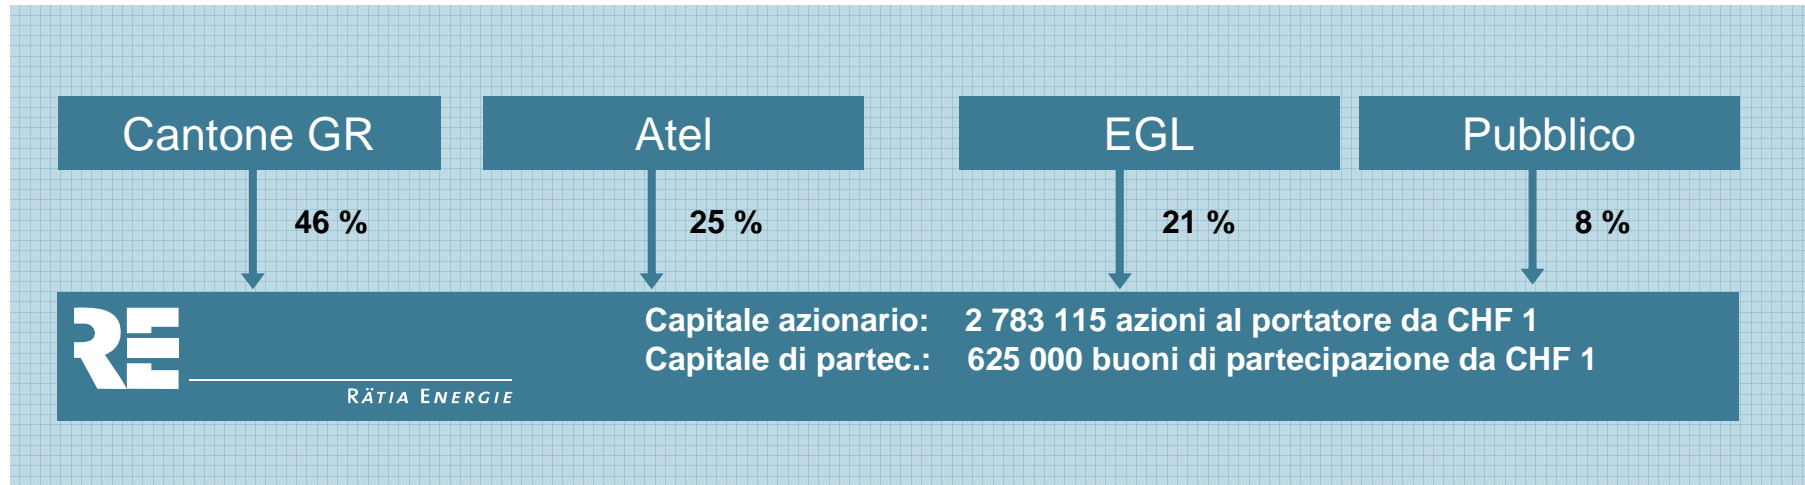 Cantone GR Atel EGL Pubblico
46 % 25 % 21 % 8 %
Capitale azionario: 2 783 115 azioni al portatore da CHF 1
Capitale di partec.: 625 000 buoni di partecipazione da CHF 1
RE
RÄTIA ENERGIE